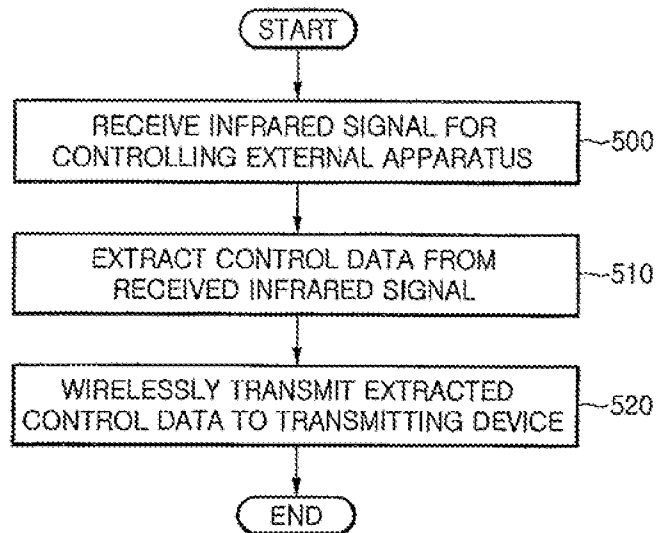 START
RECEIVE INFRARED SIGNAL FOR
CONTROLLING EXTERNAL APPARATUS
500
EXTRACT CONTROL DATA FROM
RECEIVED INFRARED SIGNAL
510
WIRELESSLY TRANSMIT EXTRACTED
CONTROL DATA TO TRANSMITTING DEVICE
520
END